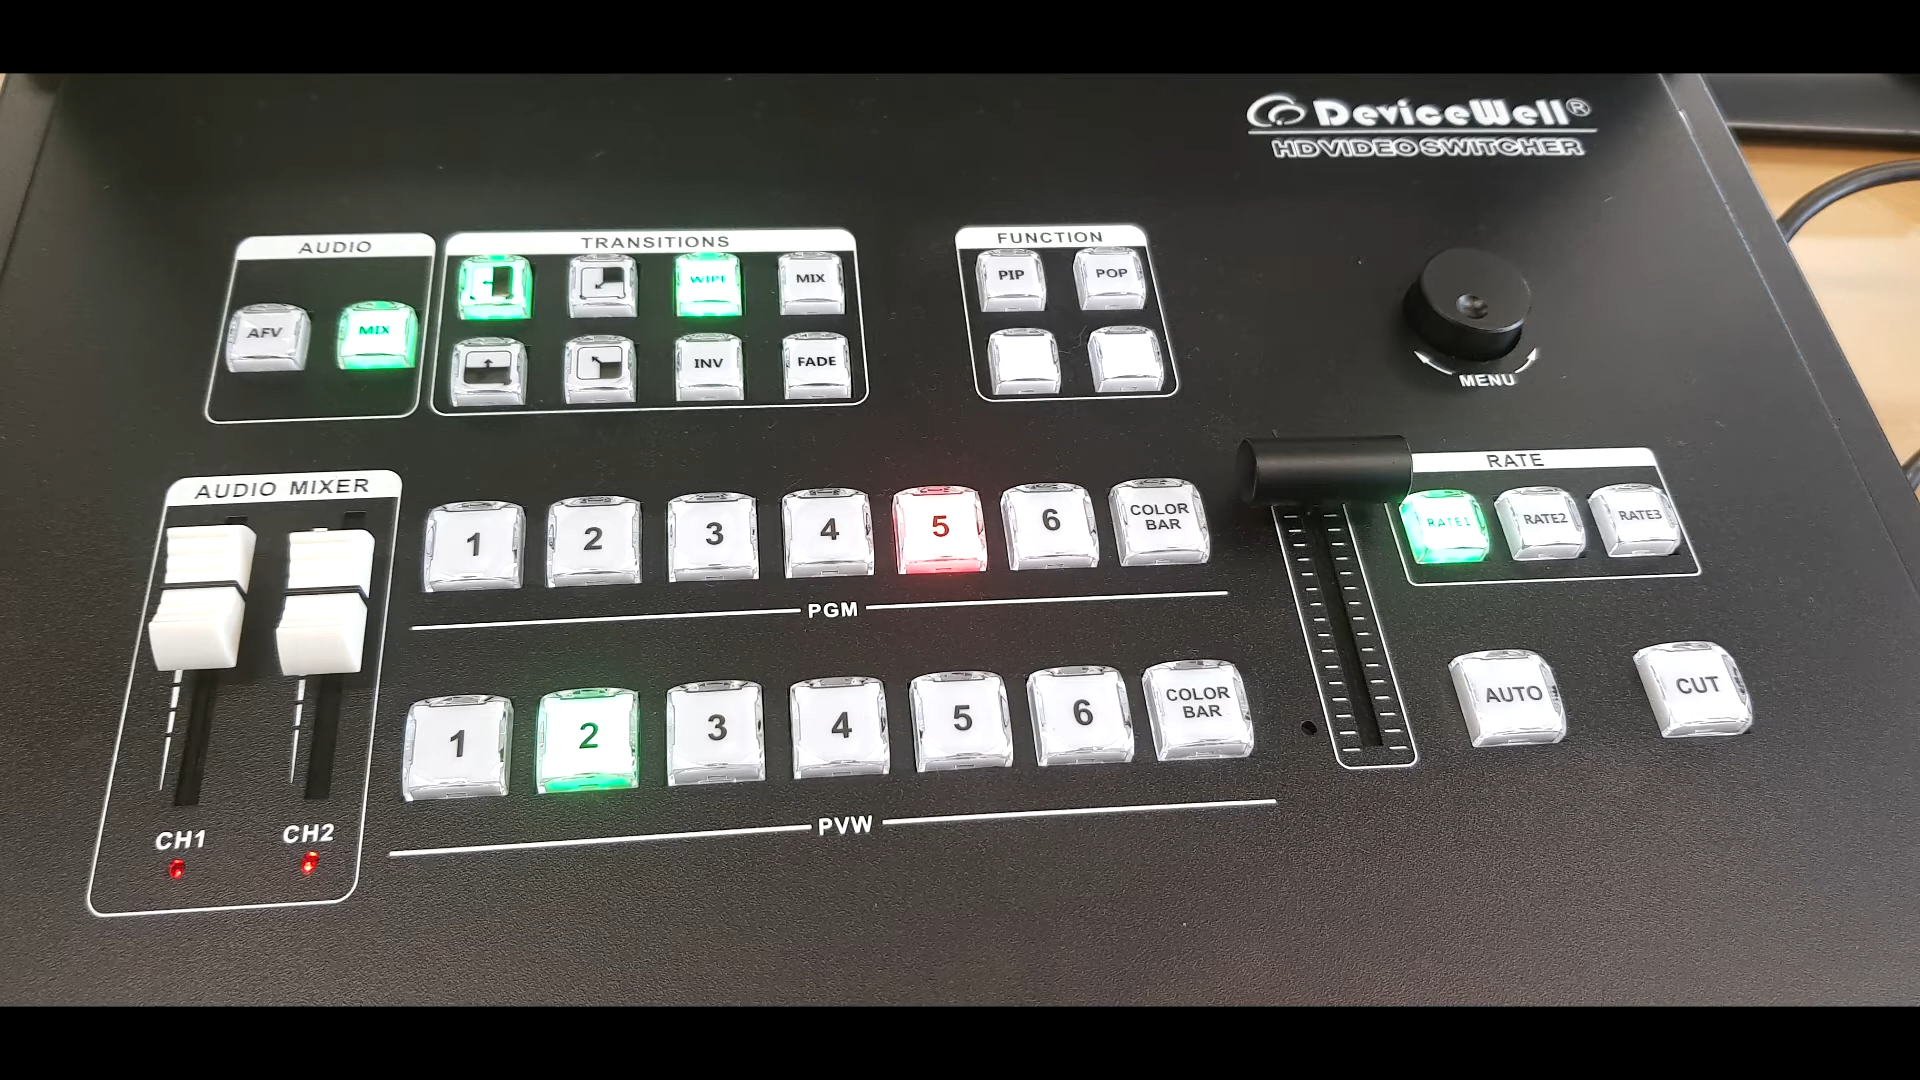 DeviceWell®
HD VIDEO SWITCHER
AUDIO
TRANSITIONS
FUNCTION
AFV
MIX
WIPE
MIX
INV
FADE
PIP
POP
MENU
RATE
RATE1
RATE2
RATE3
AUDIO MIXER
1
2
3
4
5
6
COLOR
BAR
PGM
1
2
3
4
5
6
COLOR
BAR
AUTO
CUT
PVW
CH1
CH2